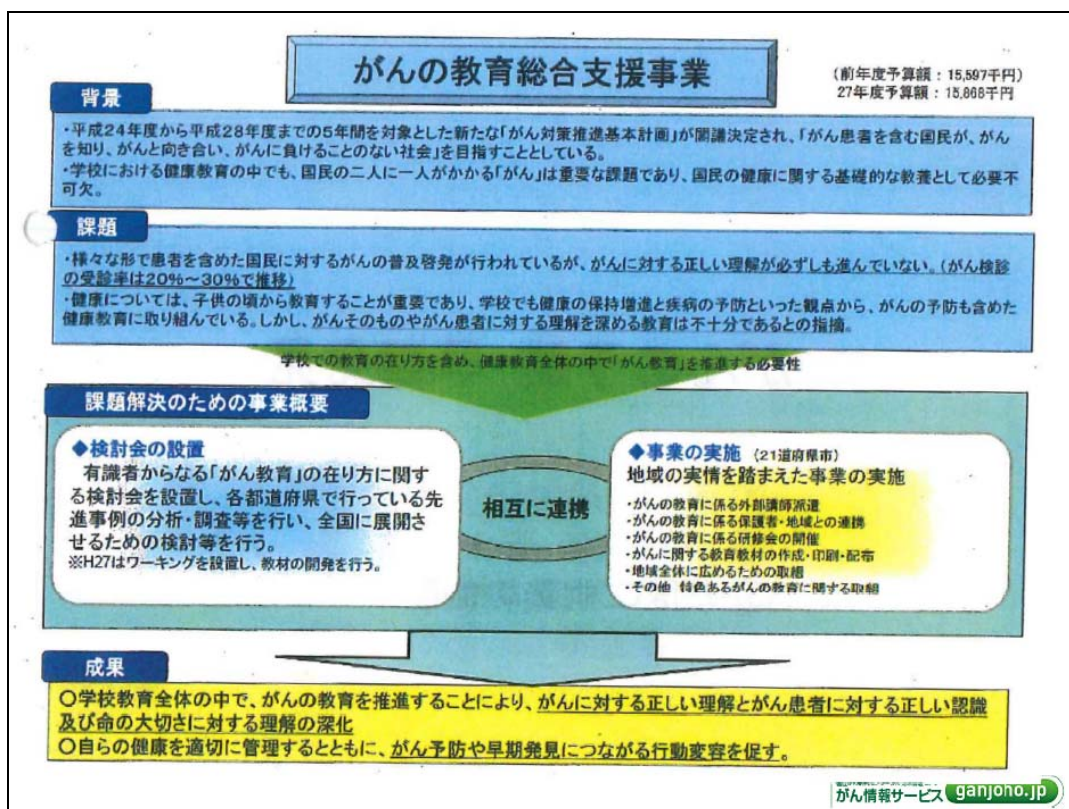 がんの教育総合支援事業
(前年度予算額：15,597千円)
27年度予算額：15,868千円
背景
・平成24年度から平成28年度までの5年間を対象とした新たな「がん対策推進基本計画」が閣議決定され、「がん患者を含む国民が、がん
を知り、がんと向き合い、がんに負けることのない社会」を目指すこととしている。
・学校における健康教育の中でも、国民の二人に一人がかかる「がん」は重要な課題であり、国民の健康に関する基礎的な教養として必要不
可欠。
課題
・様々な形で患者を含めた国民に対するがんの普及啓発が行われているが、がんに対する正しい理解が必ずしも進んでいない。(がん検診
の受診率は20%～30%で推移)
・健康については、子供の頃から教育することが重要であり、学校でも健康の保持増進と疾病の予防といった観点から、がんの予防も含めた
健康教育に取り組んでいる。しかし、がんそのものやがん患者に対する理解を深める教育は不十分であるとの指摘。
学校での教育の在り方を含め、健康教育全体の中で「がん教育」を推進する必要性
課題解決のための事業概要
◆検討会の設置
有識者からなる「がん教育」の在り方に関す
る検討会を設置し、各都道府県で行っている先
進事例の分析・調査等を行い、全国に展開さ
せるための検討等を行う。
※H27はワーキングを設置し、教材の開発を行う。
相互に連携
◆事業の実施 (21道府県市)
地域の実情を踏まえた事業の実施
・がんの教育に係る外部講師派遣
・がんの教育に係る保護者・地域との連携
・がんの教育に係る研修会の開催
・がんに関する教育教材の作成・印刷・配布
・地域全体に広めるための取組
・その他 特色あるがんの教育に関する取組
成果
○学校教育全体の中で、がんの教育を推進することにより、がんに対する正しい理解とがん患者に対する正しい認識
及び命の大切さに対する理解の深化
○自らの健康を適切に管理するとともに、がん予防や早期発見につながる行動変容を促す。
がん情報サービス ganjoho.jp